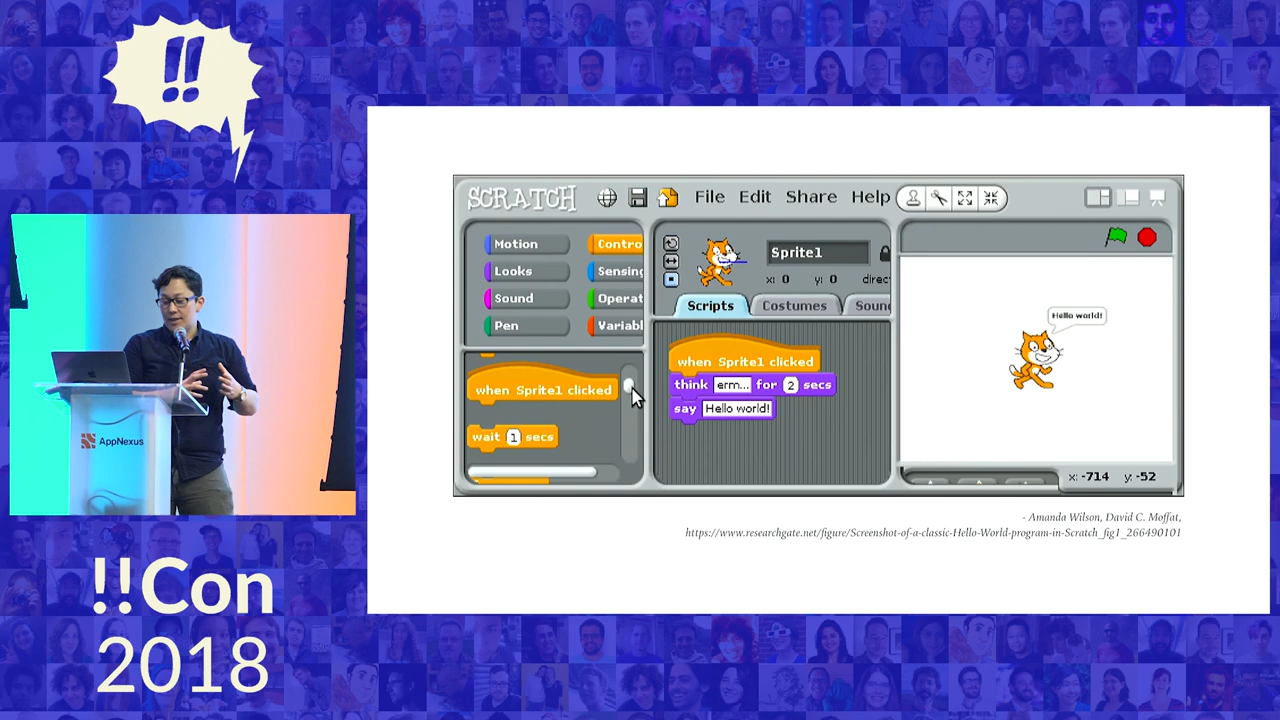 !!
AppNexus
!!Con
2018
SCRATCH
File Edit Share Help
Motion Contro
Looks Sensing
Sound Operat
Pen Variabl
Sprite1
x: 0 y: 0 direc
Scripts Costumes Soun
when Sprite1 clicked
wait 1 secs
when Sprite1 clicked
think erm... for 2 secs
say Hello world!
Hello world!
x: -714 y: -52
- Amanda Wilson, David C. Moffat,
https://www.researchgate.net/figure/Screenshot-of-a-classic-Hello-World-program-in-Scratch_fig1_266490101